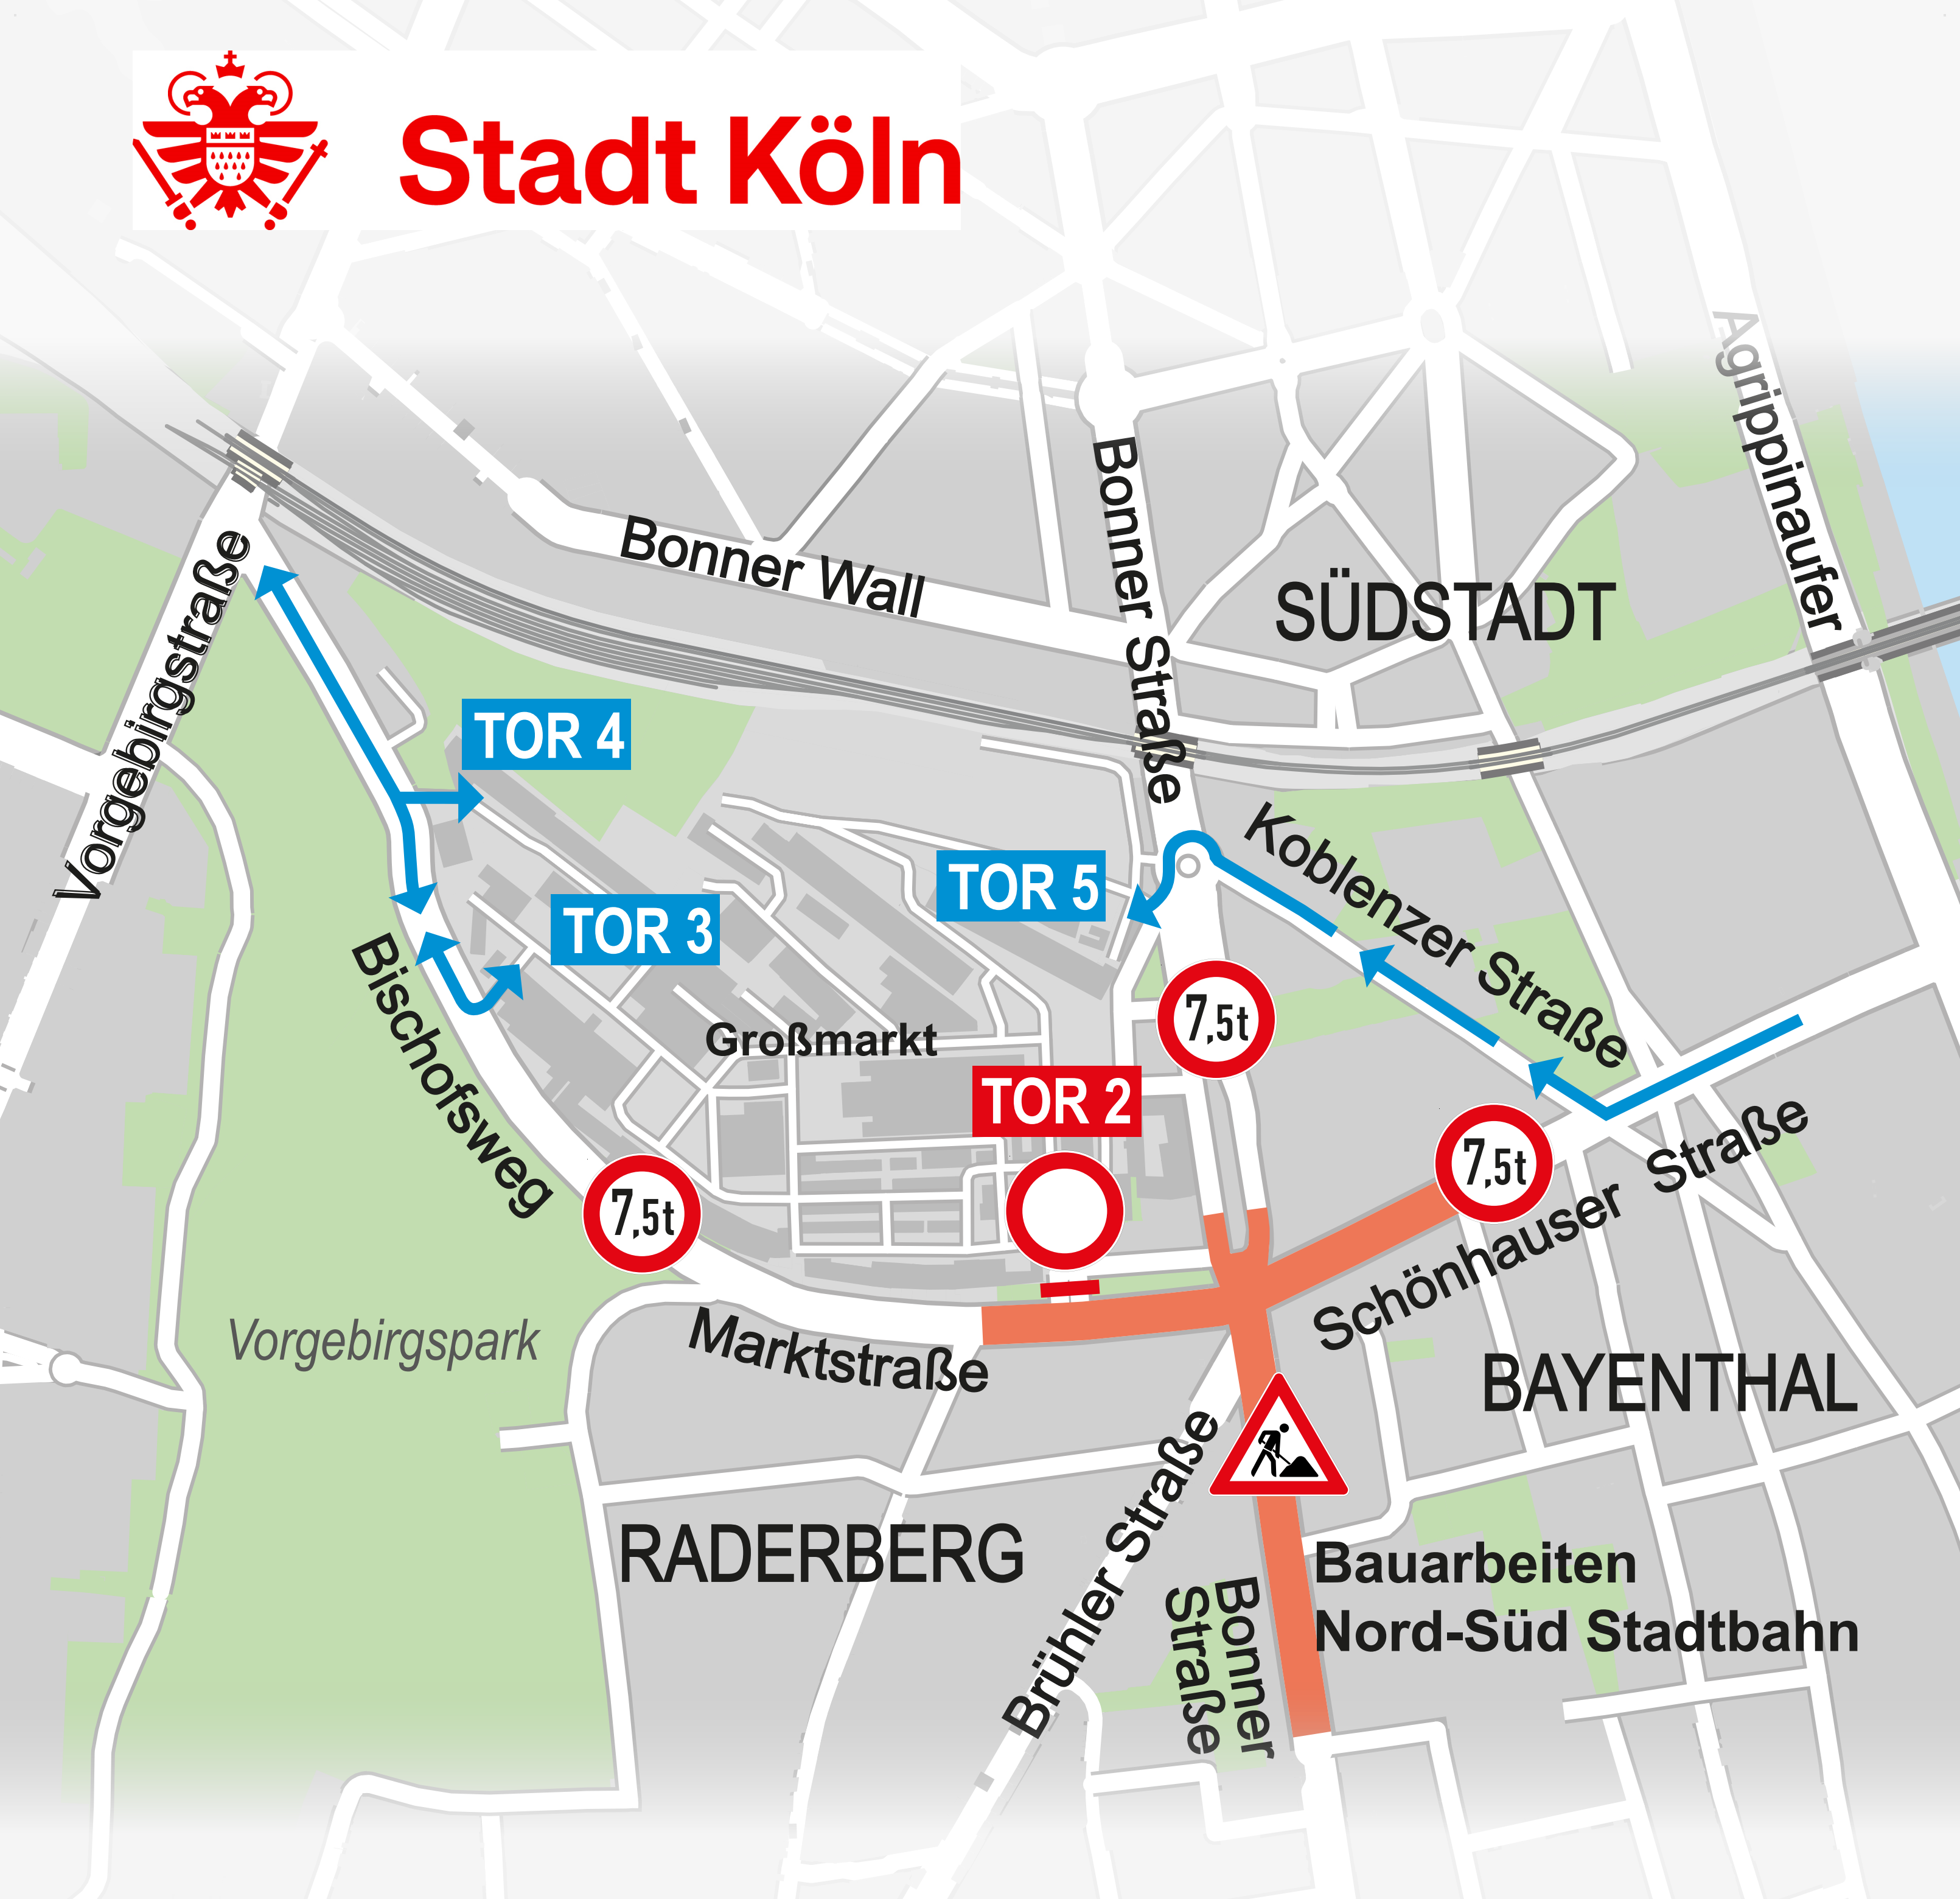 Stadt Köln
Agrippinaufer
Bonner Straße
Bonner Wall
SÜDSTADT
Vorgebirgstraße
TOR 4
Koblenzer Straße
TOR 5
TOR 3
Bischofsweg
Großmarkt
7,5t
TOR 2
7,5t
7,5t
Schönhauser Straße
Vorgebirgspark
Marktstraße
BAYENTHAL
RADERBERG
Brühler Straße
Bonner
Straße
Bauarbeiten
Nord-Süd Stadtbahn